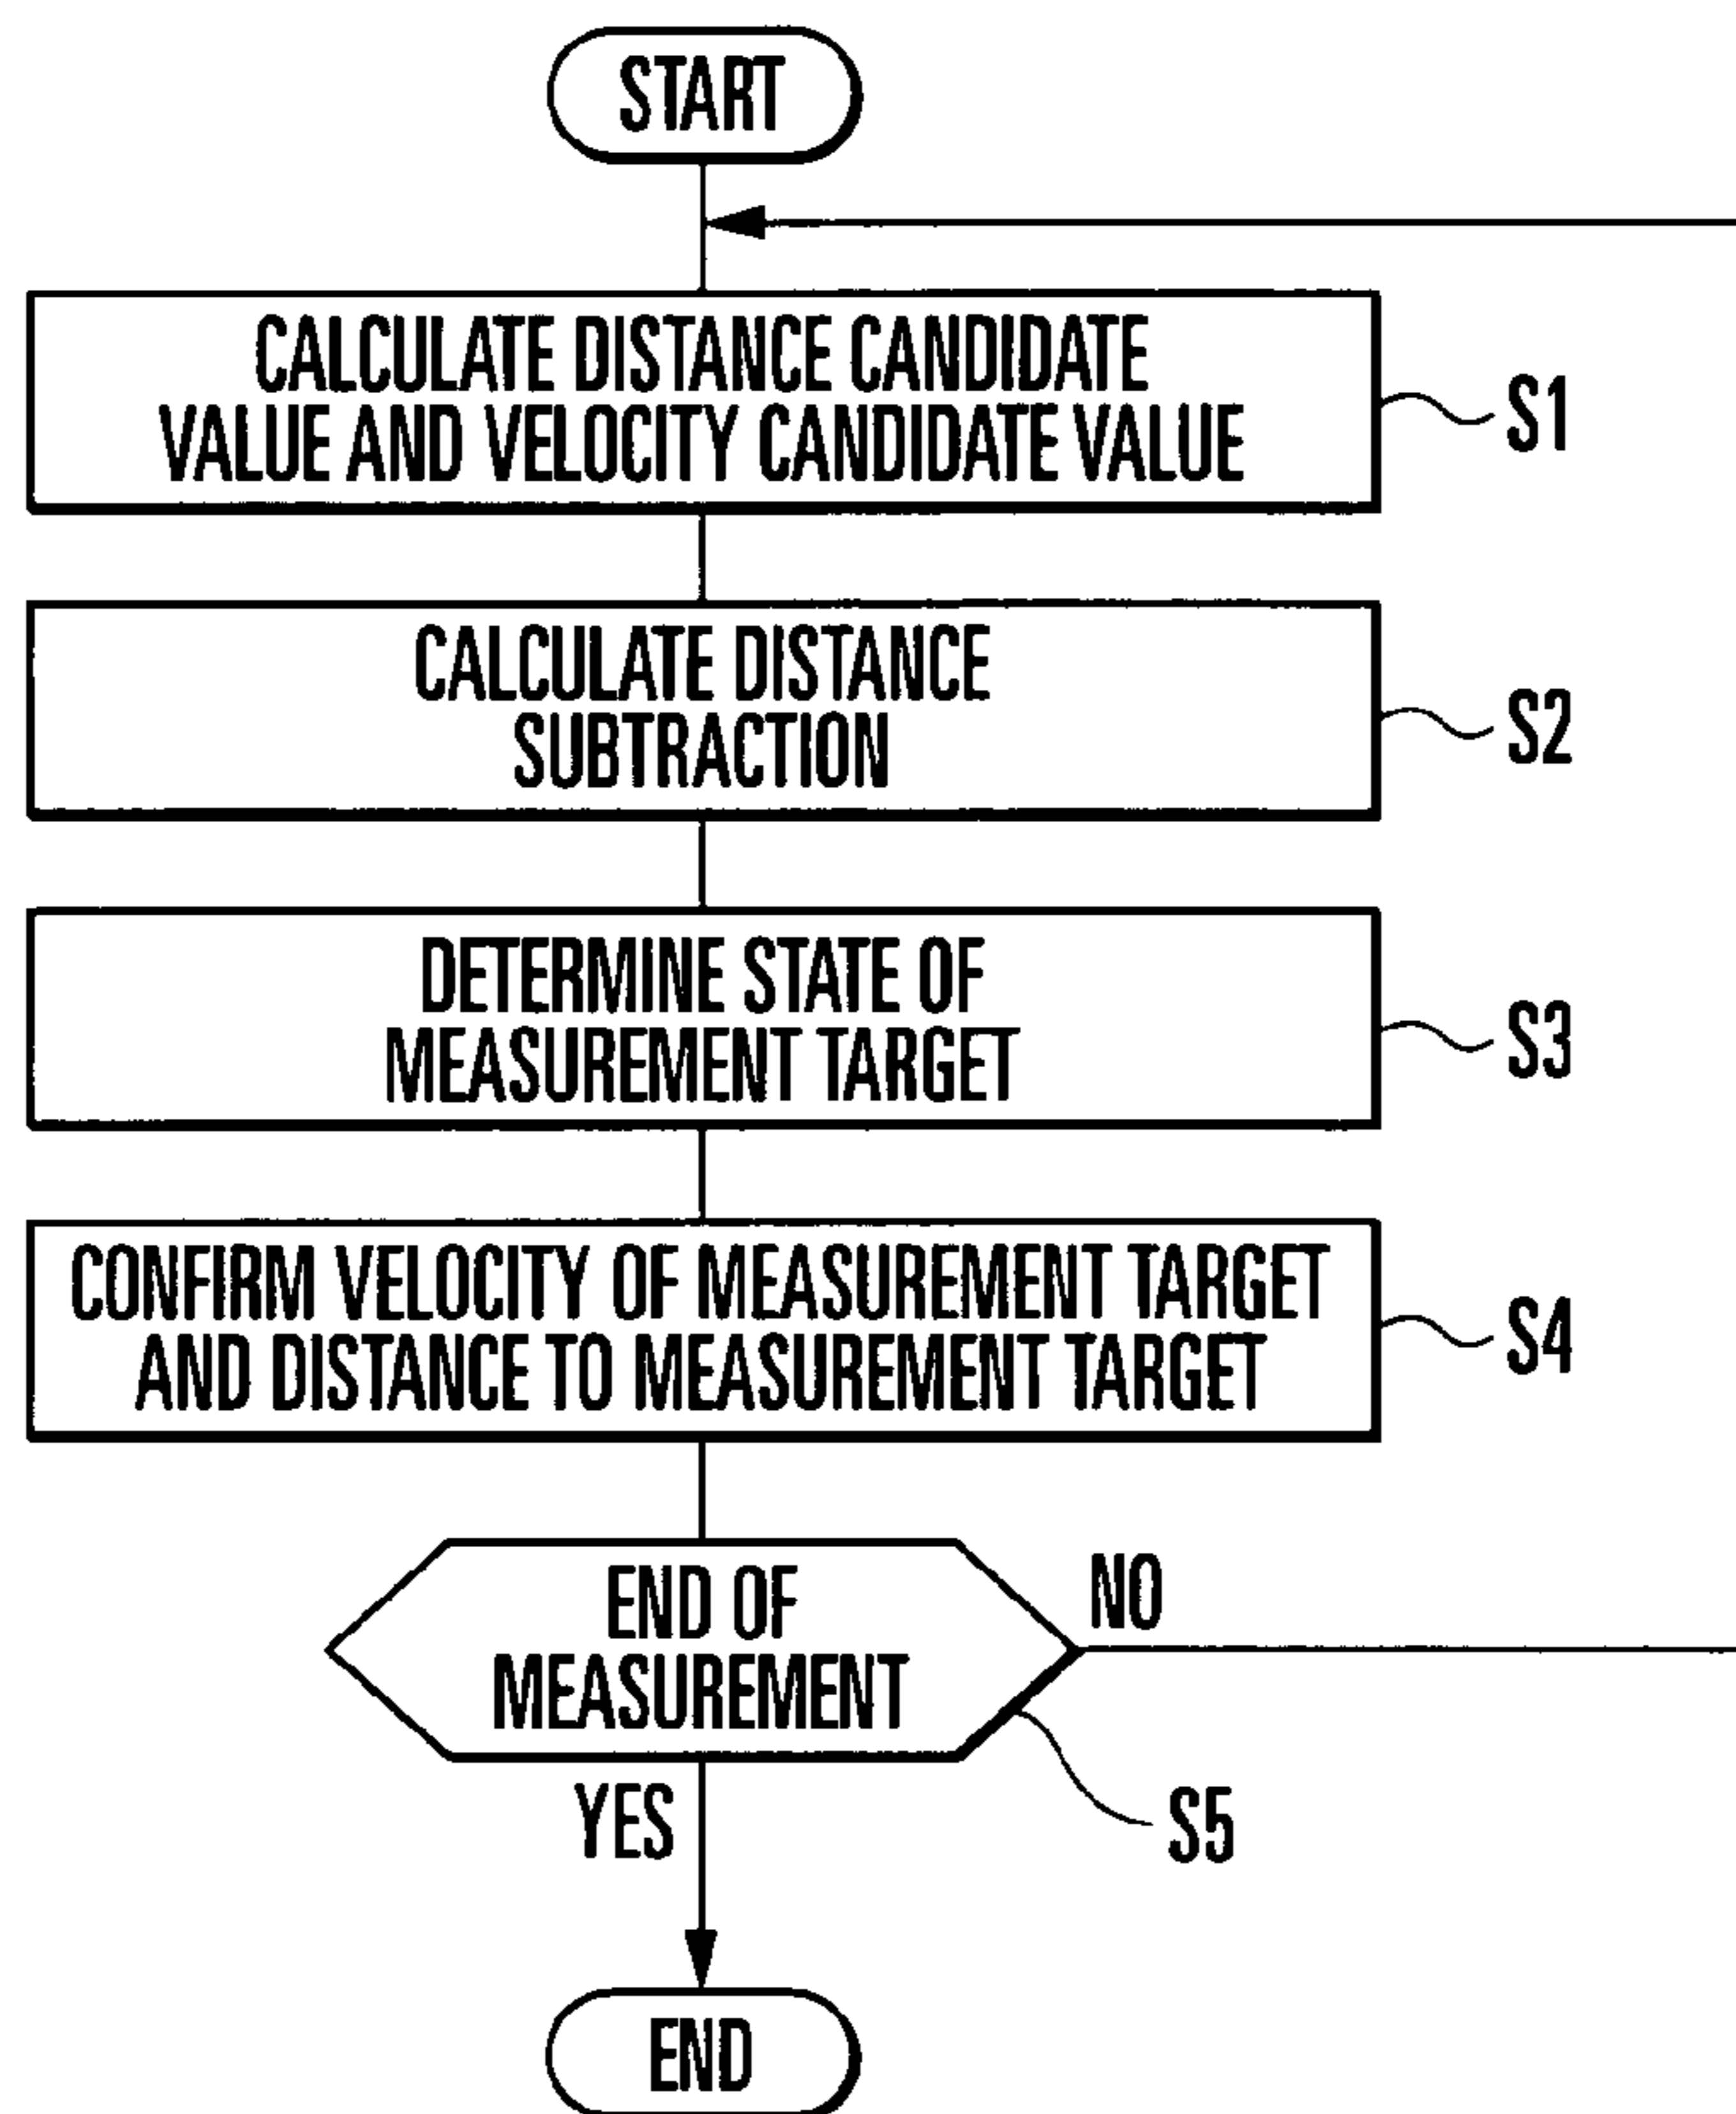 START
CALCULATE DISTANCE CANDIDATE
VALUE AND VELOCITY CANDIDATE VALUE
S1
CALCULATE DISTANCE
SUBTRACTION
S2
DETERMINE STATE OF
MEASUREMENT TARGET
S3
CONFIRM VELOCITY OF MEASUREMENT TARGET
AND DISTANCE TO MEASUREMENT TARGET
S4
END OF
MEASUREMENT
NO
YES
S5
END